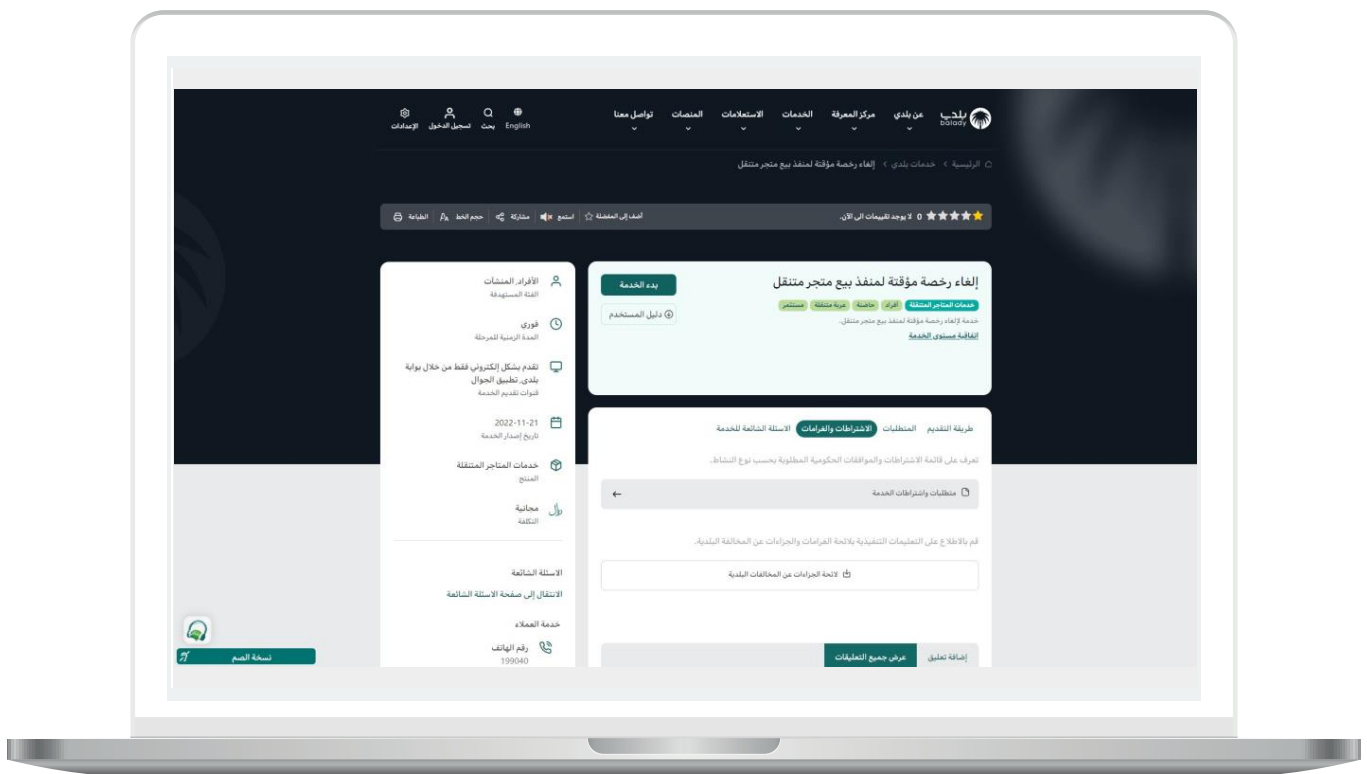 بلدي
balady
عن بلدي
مركز المعرفة
الخدمات
الاستعلامات
المنصات
تواصل معنا
English
بحث
تسجيل الدخول
الإعدادات
الرئيسية > خدمات بلدي > إلغاء رخصة مؤقتة لمنفذ بيع متجر متنقل
0 لا يوجد تقييمات الى الآن.
أضف إلى المفضلة
استمع
مشاركة
حجم الخط
الطباعة
إلغاء رخصة مؤقتة لمنفذ بيع متجر متنقل
خدمات المتاجر المتنقلة
أفراد
حاضنة
عربة متنقلة
مستثمر
خدمة لإلغاء رخصة مؤقتة لمنفذ بيع متجر متنقل.
اتفاقية مستوى الخدمة
بدء الخدمة
دليل المستخدم
طريقة التقديم
المتطلبات
الاشتراطات والغرامات
الاسئلة الشائعة للخدمة
تعرف على قائمة الاشتراطات والموافقات الحكومية المطلوبة بحسب نوع النشاط.
متطلبات واشتراطات الخدمة
قم بالاطلاع على التعليمات التنفيذية بلائحة الغرامات والجزاءات عن المخالفة البلدية.
لائحة الجزاءات عن المخالفات البلدية
إضافة تعليق
عرض جميع التعليقات
الأفراد, المنشآت
الفئة المستهدفة
فوري
المدة الزمنية للمرحلة
تقدم بشكل إلكتروني فقط من خلال بوابة
بلدي, تطبيق الجوال
قنوات تقديم الخدمة
2022-11-21
تاريخ إصدار الخدمة
خدمات المتاجر المتنقلة
المنتج
مجانية
التكلفة
الاسئلة الشائعة
الانتقال إلى صفحة الاسئلة الشائعة
خدمة العملاء
رقم الهاتف
199040
نسخة الصم